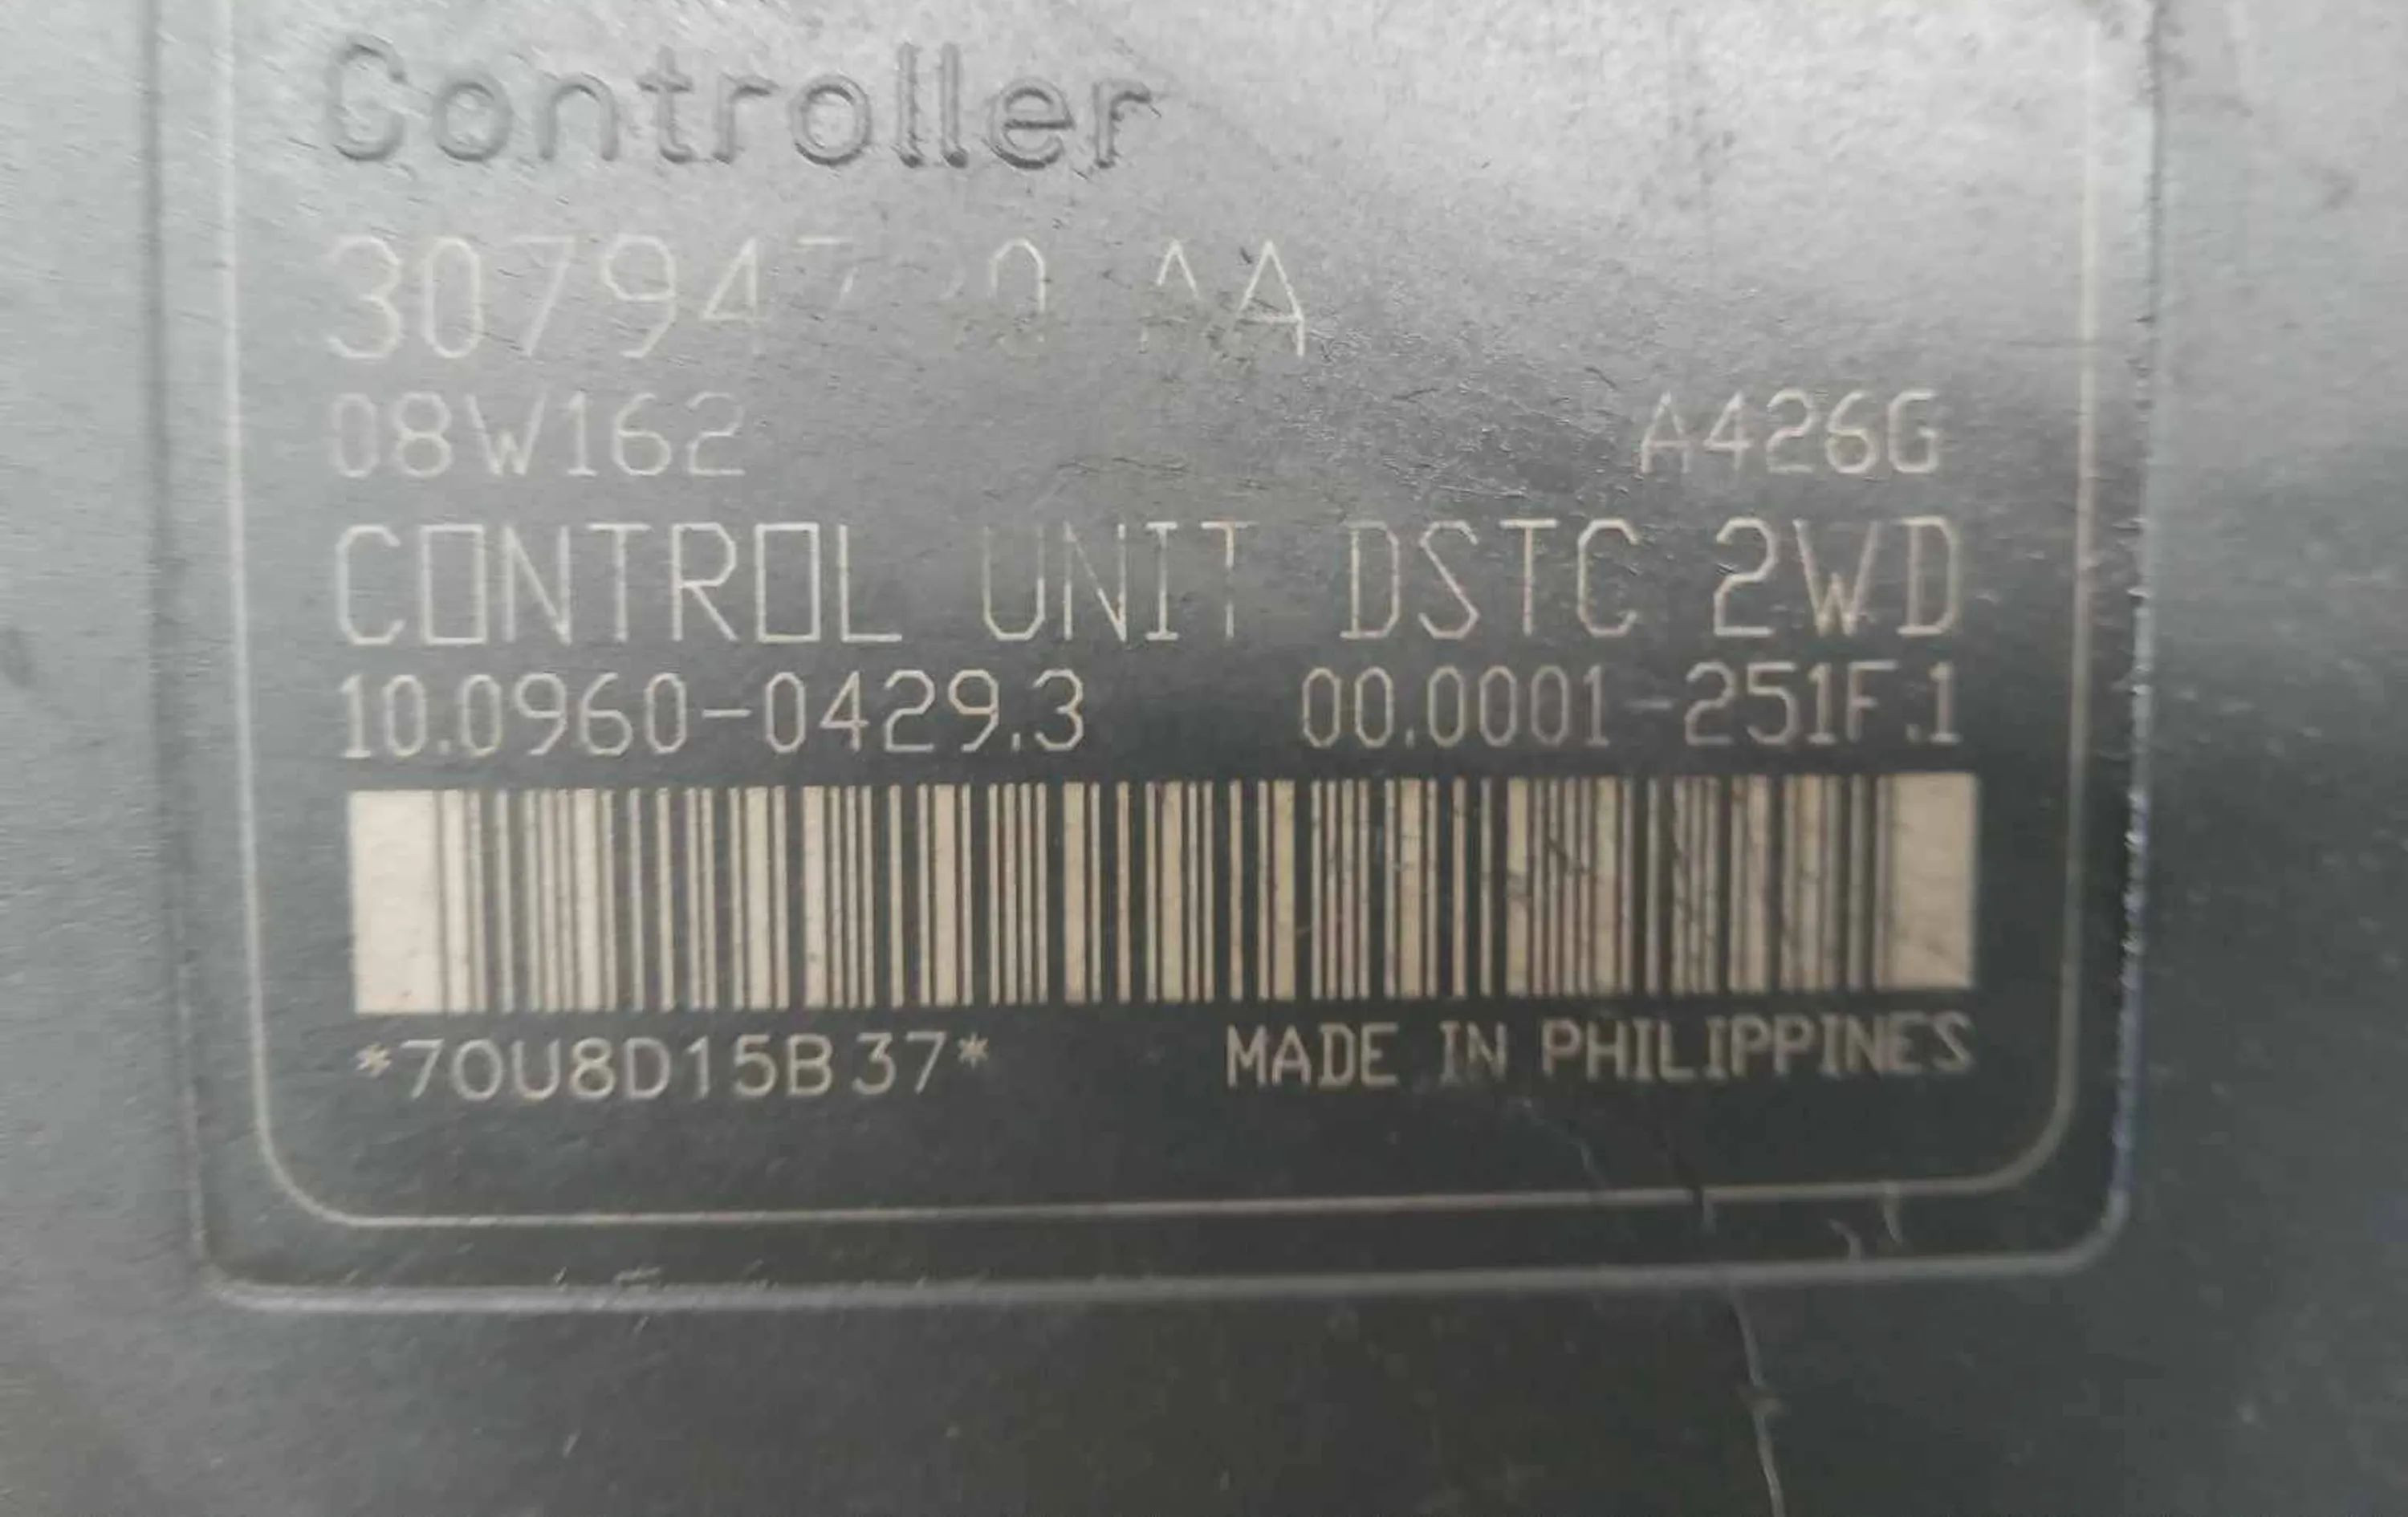 Controller
08W162 A426G
CONTROL UNIT DSTC 2WD
10.0960-0429.3 00.0001-251F.1
*70U8D15B37* MADE IN PHILIPPINES